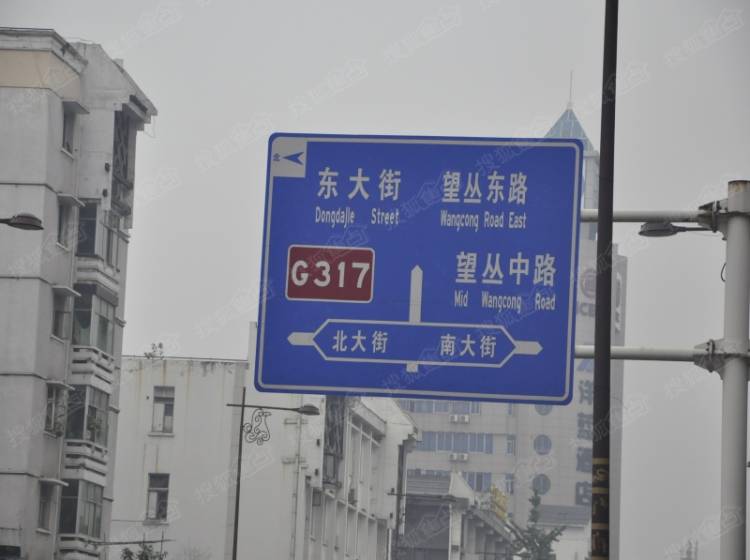 北
东大街 望丛东路
Dongdajie Street Wangcong Road East
G317
望丛中路
Mid Wangcong Road
北大街 南大街